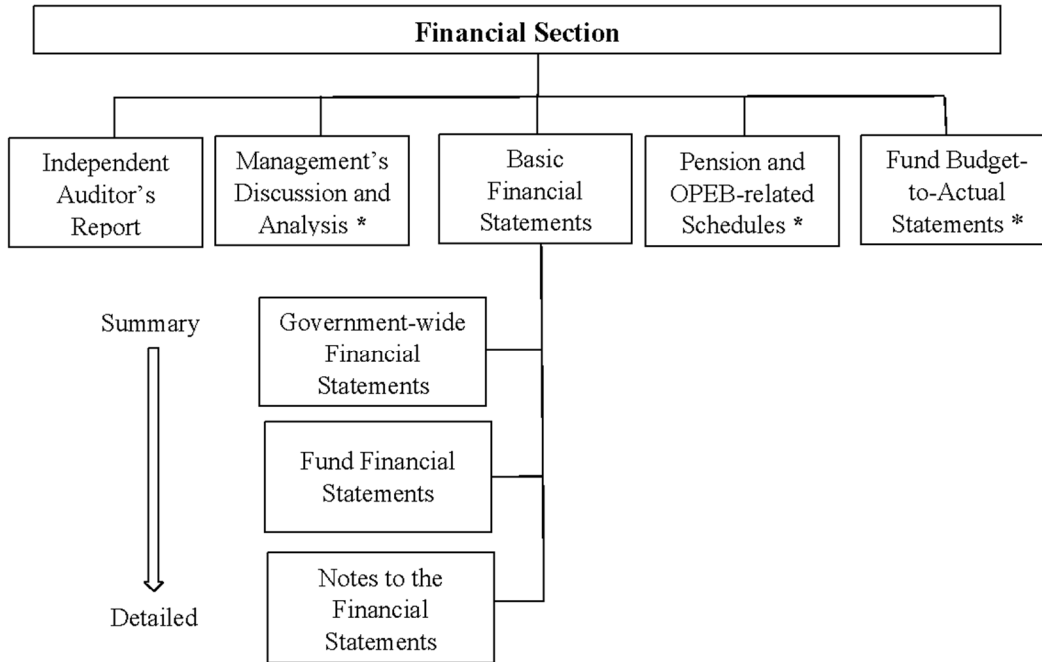 Financial Section
Independent
Auditor's
Report
Management's
Discussion and
Analysis *
Basic
Financial
Statements
Pension and
OPEB-related
Schedules *
Fund Budget-
to-Actual
Statements *
Summary
Government-wide
Financial
Statements
Fund Financial
Statements
Detailed
Notes to the
Financial
Statements